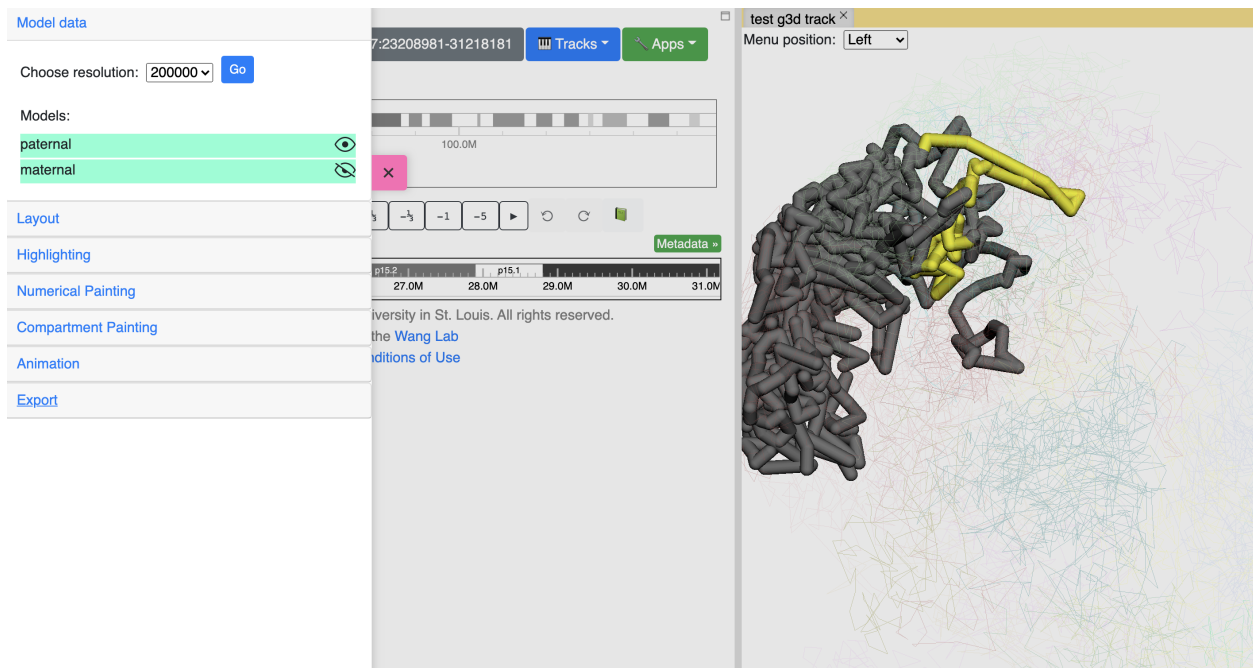 Model data
Choose resolution: 200000 Go
Models:
paternal
maternal
Layout
Highlighting
Numerical Painting
Compartment Painting
Animation
Export
7:23208981-31218181 Tracks Apps
100.0M
×
-⅓ -1 -5 ▶
Metadata »
p15.2 p15.1
27.0M 28.0M 29.0M 30.0M 31.0M
iversity in St. Louis. All rights reserved.
the Wang Lab
nditions of Use
test g3d track ×
Menu position: Left